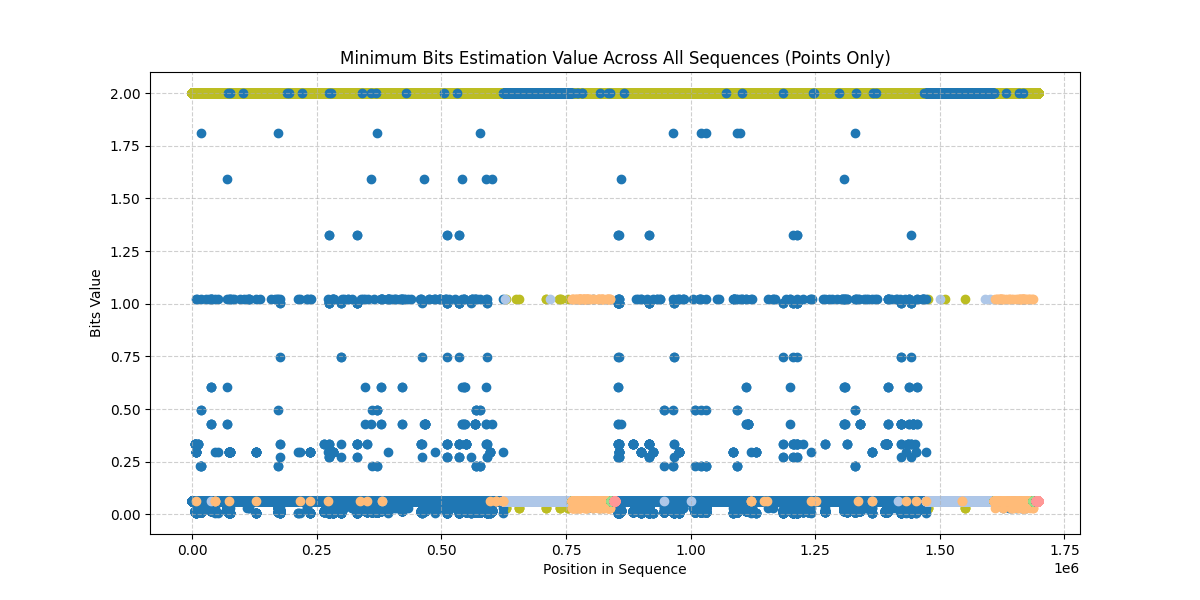 Minimum Bits Estimation Value Across All Sequences (Points Only)
2.00
1.75
1.50
1.25
1.00
0.75
0.50
0.25
0.00
Bits Value
0.00 0.25 0.50 0.75 1.00 1.25 1.50 1.75
1e6
Position in Sequence